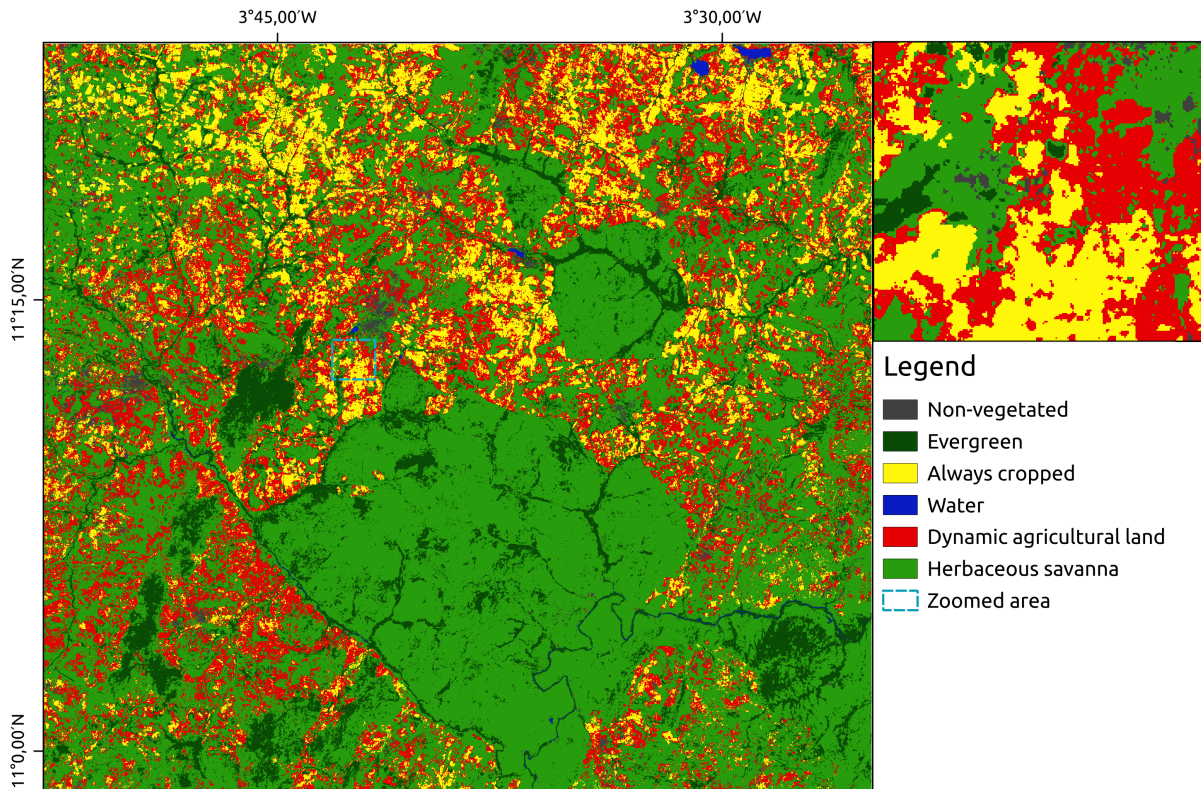 3°45,00′W
3°30,00′W
11°15,00′N
11°0,00′N
Legend
Non-vegetated
Evergreen
Always cropped
Water
Dynamic agricultural land
Herbaceous savanna
Zoomed area